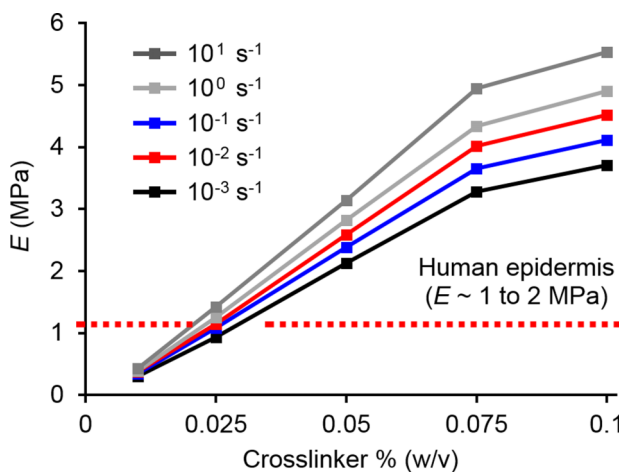 6
5
4
3
2
1
0
E (MPa)
10¹ s⁻¹
10⁰ s⁻¹
10⁻¹ s⁻¹
10⁻² s⁻¹
10⁻³ s⁻¹
Human epidermis
(E ~ 1 to 2 MPa)
0 0.025 0.05 0.075 0.1
Crosslinker % (w/v)